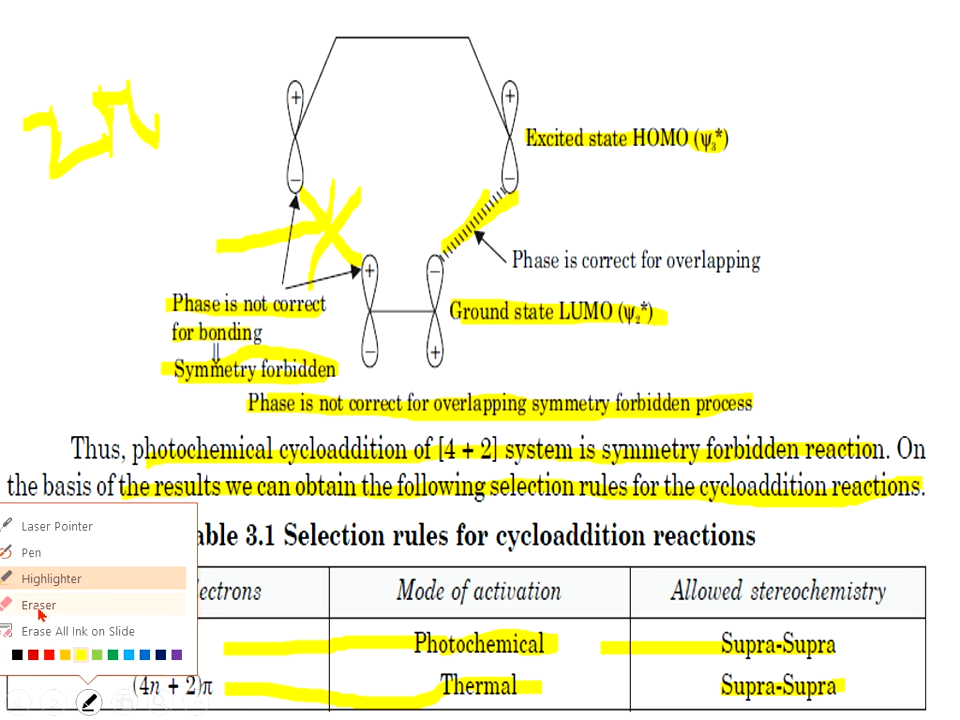 2π
+
+
Excited state HOMO (ψ₃*)
−
−
Phase is correct for overlapping
+
−
Phase is not correct
for bonding
⇓
Symmetry forbidden
Ground state LUMO (ψ₂*)
−
+
Phase is not correct for overlapping symmetry forbidden process
Thus, photochemical cycloaddition of [4 + 2] system is symmetry forbidden reaction. On
the basis of the results we can obtain the following selection rules for the cycloaddition reactions.
able 3.1 Selection rules for cycloaddition reactions
Laser Pointer
Pen
Highlighter
Eraser
Erase All Ink on Slide
ectrons Mode of activation Allowed stereochemistry
Photochemical Supra-Supra
(4n + 2)π Thermal Supra-Supra